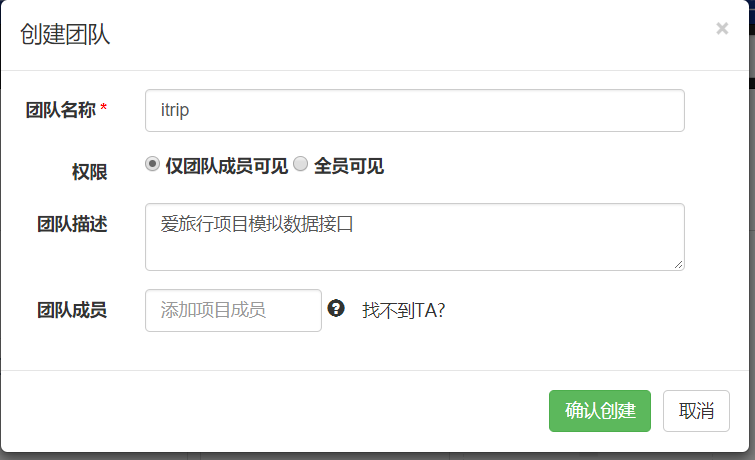 创建团队 ×
团队名称 * itrip
权限 仅团队成员可见 全员可见
团队描述 爱旅行项目模拟数据接口
团队成员 添加项目成员 ? 找不到TA?
确认创建 取消